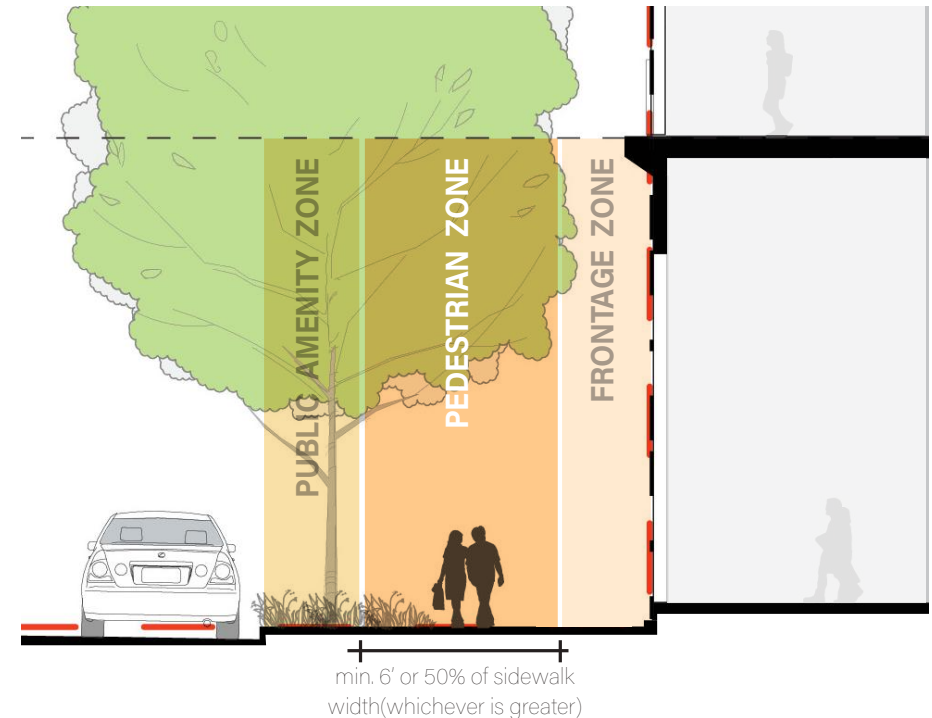 PUBLIC AMENITY ZONE
PEDESTRIAN ZONE
FRONTAGE ZONE
min. 6' or 50% of sidewalk
width(whichever is greater)